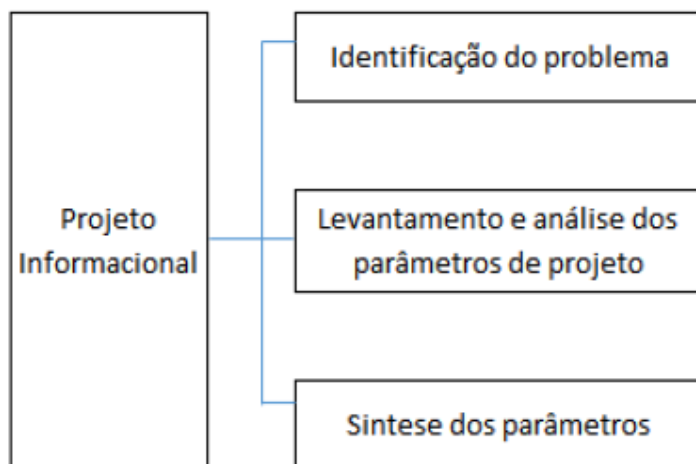 Projeto
Informacional
Identificação do problema
Levantamento e análise dos
parâmetros de projeto
Sintese dos parâmetros